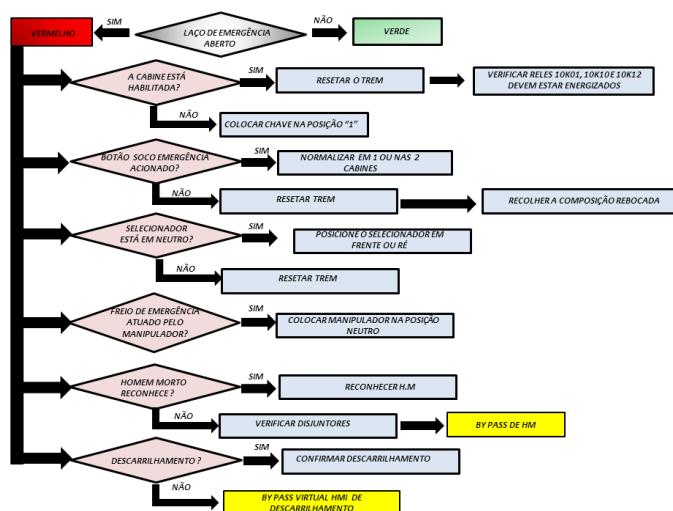 VERMELHO
SIM
LAÇO DE EMERGÊNCIA
ABERTO
NÃO
VERDE
A CABINE ESTÁ
HABILITADA?
SIM
RESETAR O TREM
VERIFICAR RELES 10K01, 10K10 E 10K12
DEVEM ESTAR ENERGIZADOS
NÃO
COLOCAR CHAVE NA POSIÇÃO "1"
BOTÃO SOCO EMERGÊNCIA
ACIONADO?
SIM
NORMALIZAR EM 1 OU NAS 2
CABINES
NÃO
RESETAR TREM
RECOLHER A COMPOSIÇÃO REBOCADA
SELECIONADOR
ESTÁ EM NEUTRO?
SIM
POSICIONE O SELECIONADOR EM
FRENTE OU RÉ
NÃO
RESETAR TREM
FREIO DE EMERGÊNCIA
ATUADO PELO
MANIPULADOR?
SIM
COLOCAR MANIPULADOR NA POSIÇÃO
NEUTRO
HOMEM MORTO
RECONHECE ?
SIM
RECONHECER H.M
NÃO
VERIFICAR DISJUNTORES
BY PASS DE HM
DESCARRILHAMENTO ?
SIM
CONFIRMAR DESCARRILHAMENTO
NÃO
BY PASS VIRTUAL HMI DE
DESCARRILHAMENTO